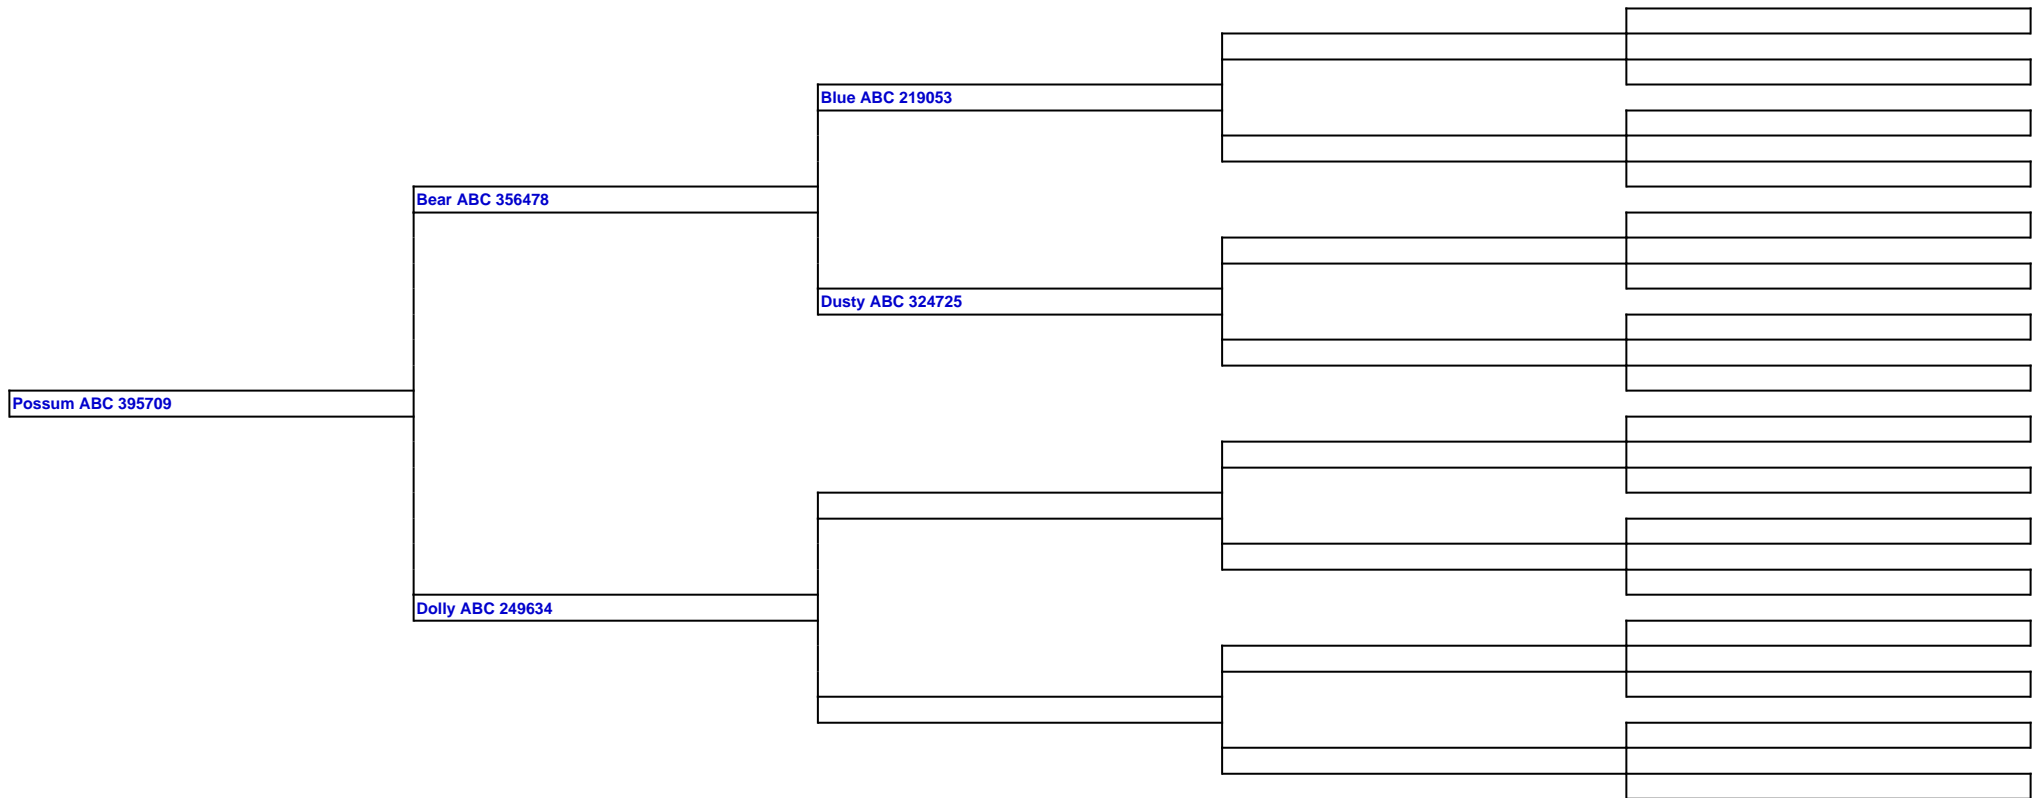 Blue ABC 219053
Bear ABC 356478
Dusty ABC 324725
Possum ABC 395709
Dolly ABC 249634